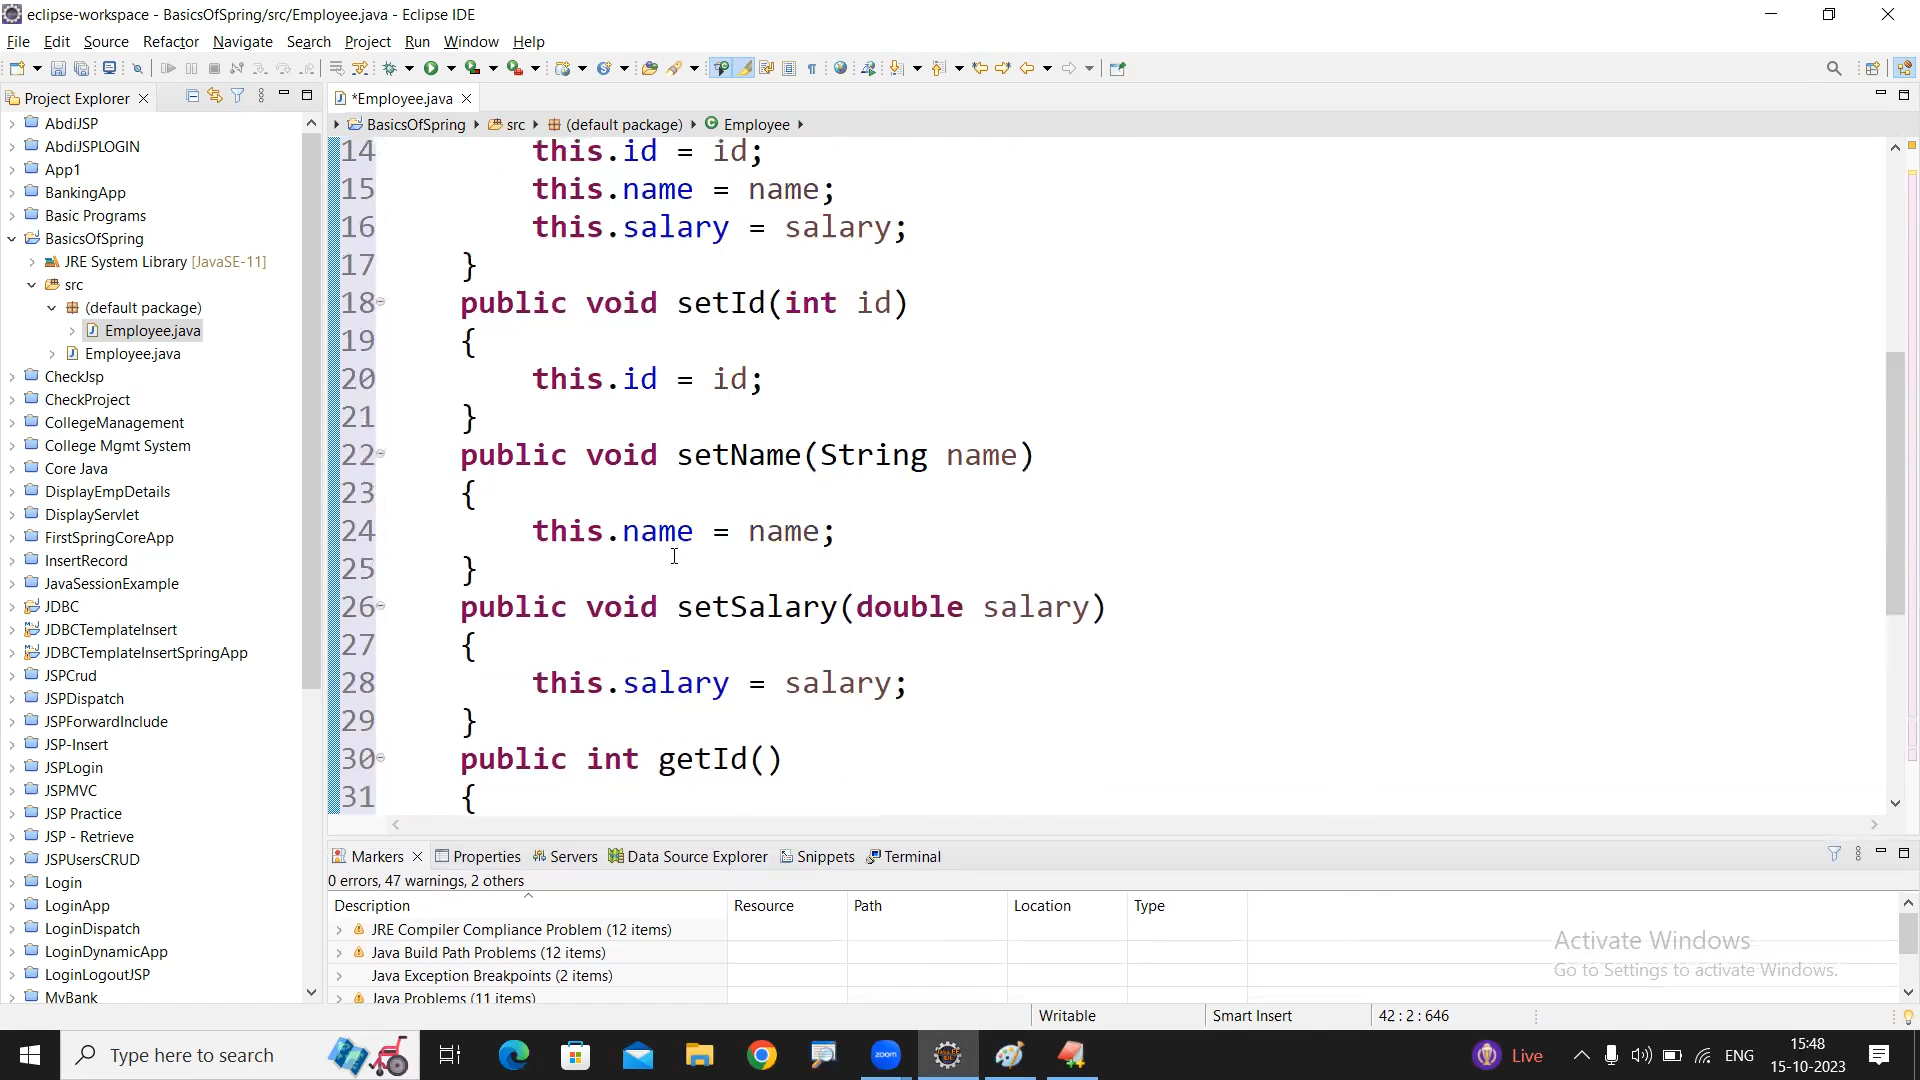 eclipse-workspace - BasicsOfSpring/src/Employee.java - Eclipse IDE
File Edit Source Refactor Navigate Search Project Run Window Help
Project Explorer
*Employee.java
BasicsOfSpring src (default package) Employee
AbdiJSP
AbdiJSPLOGIN
App1
BankingApp
Basic Programs
BasicsOfSpring
JRE System Library [JavaSE-11]
src
(default package)
Employee.java
Employee.java
CheckJsp
CheckProject
CollegeManagement
College Mgmt System
Core Java
DisplayEmpDetails
DisplayServlet
FirstSpringCoreApp
InsertRecord
JavaSessionExample
JDBC
JDBCTemplateInsert
JDBCTemplateInsertSpringApp
JSPCrud
JSPDispatch
JSPForwardInclude
JSP-Insert
JSPLogin
JSPMVC
JSP Practice
JSP - Retrieve
JSPUsersCRUD
Login
LoginApp
LoginDispatch
LoginDynamicApp
LoginLogoutJSP
MyBank
14 this.id = id;
15 this.name = name;
16 this.salary = salary;
17 }
18 public void setId(int id)
19 {
20 this.id = id;
21 }
22 public void setName(String name)
23 {
24 this.name = name;
25 }
26 public void setSalary(double salary)
27 {
28 this.salary = salary;
29 }
30 public int getId()
31 {
Markers Properties Servers Data Source Explorer Snippets Terminal
0 errors, 47 warnings, 2 others
Description Resource Path Location Type
JRE Compiler Compliance Problem (12 items)
Java Build Path Problems (12 items)
Java Exception Breakpoints (2 items)
Java Problems (11 items)
Activate Windows
Go to Settings to activate Windows.
Writable Smart Insert 42 : 2 : 646
Type here to search
zoom
Live
ENG
15:48
15-10-2023